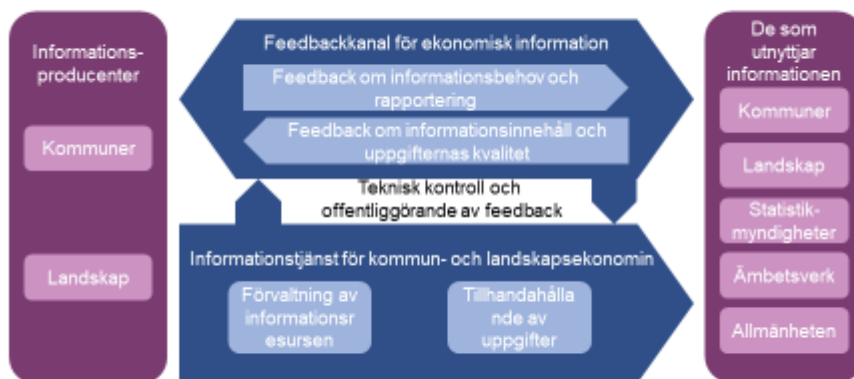 Informations-
producenter
Kommuner
Landskap
Feedbackkanal för ekonomisk information
Feedback om informationsbehov och
rapportering
Feedback om informationsinnehåll och
uppgifternas kvalitet
Teknisk kontroll och
offentliggörande av feedback
Informationstjänst för kommun- och landskapsekonomin
Förvaltning av
informationsr
esursen
Tillhandahålla
nde av
uppgifter
De som
utnyttjar
informationen
Kommuner
Landskap
Statistik-
myndigheter
Ämbetsverk
Allmänheten